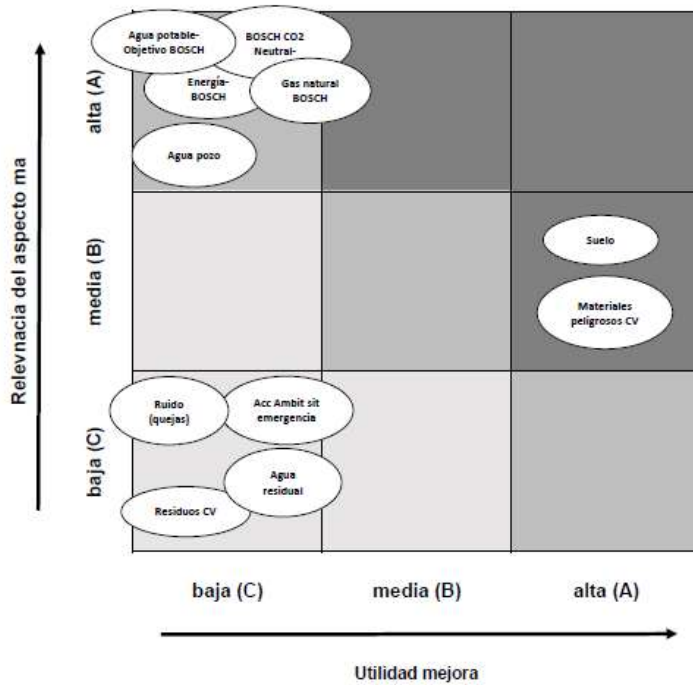 Agua potable-
Objetivo BOSCH
BOSCH CO2
Neutral-
Energía-
BOSCH
Gas natural
BOSCH
Agua pozo
alta (A)
Relevnacia del aspecto ma
media (B)
Suelo
Materiales
peligrosos CV
Ruido
(quejas)
Acc Ambit sit
emergencia
baja (C)
Agua
residual
Residuos CV
baja (C)
media (B)
alta (A)
Utilidad mejora